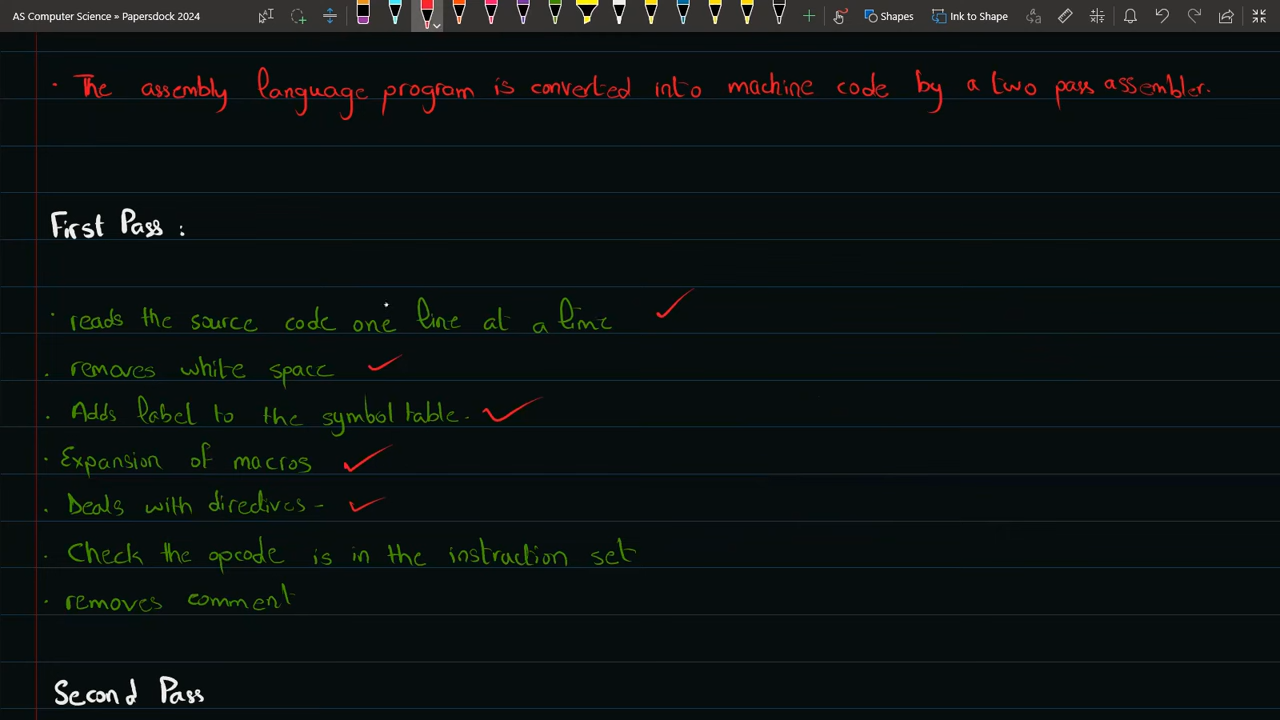 AS Computer Science » Papersdock 2024
Shapes
Ink to Shape
· The assembly language program is converted into machine code by a two pass assembler.
First Pass :
· reads the source code one line at a time
. removes white space
. Adds label to the symbol table.
· Expansion of macros
. Deals with directives -
. Check the opcode is in the instruction set
· removes comment
Second Pass